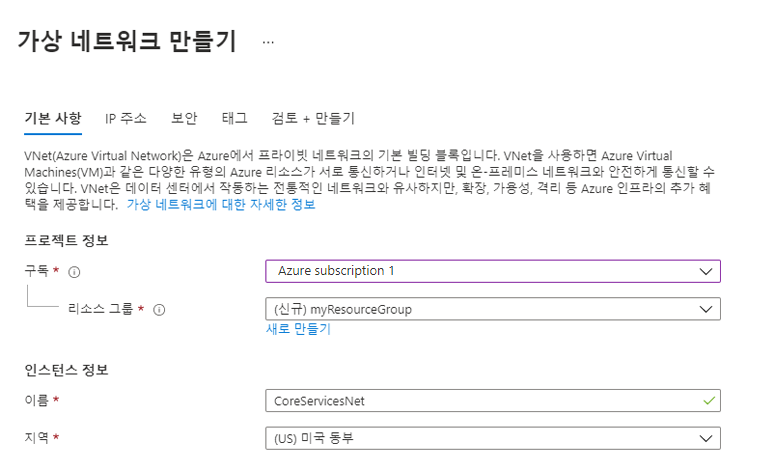 가상 네트워크 만들기 ...
기본 사항 IP 주소 보안 태그 검토 + 만들기
VNet(Azure Virtual Network)은 Azure에서 프라이빗 네트워크의 기본 빌딩 블록입니다. VNet을 사용하면 Azure Virtual
Machines(VM)과 같은 다양한 유형의 Azure 리소스가 서로 통신하거나 인터넷 및 온-프레미스 네트워크와 안전하게 통신할 수
있습니다. VNet은 데이터 센터에서 작동하는 전통적인 네트워크와 유사하지만, 확장, 가용성, 격리 등 Azure 인프라의 추가 혜
택을 제공합니다. 가상 네트워크에 대한 자세한 정보
프로젝트 정보
구독 * Azure subscription 1
리소스 그룹 * (신규) myResourceGroup
새로 만들기
인스턴스 정보
이름 * CoreServicesNet
지역 * (US) 미국 동부